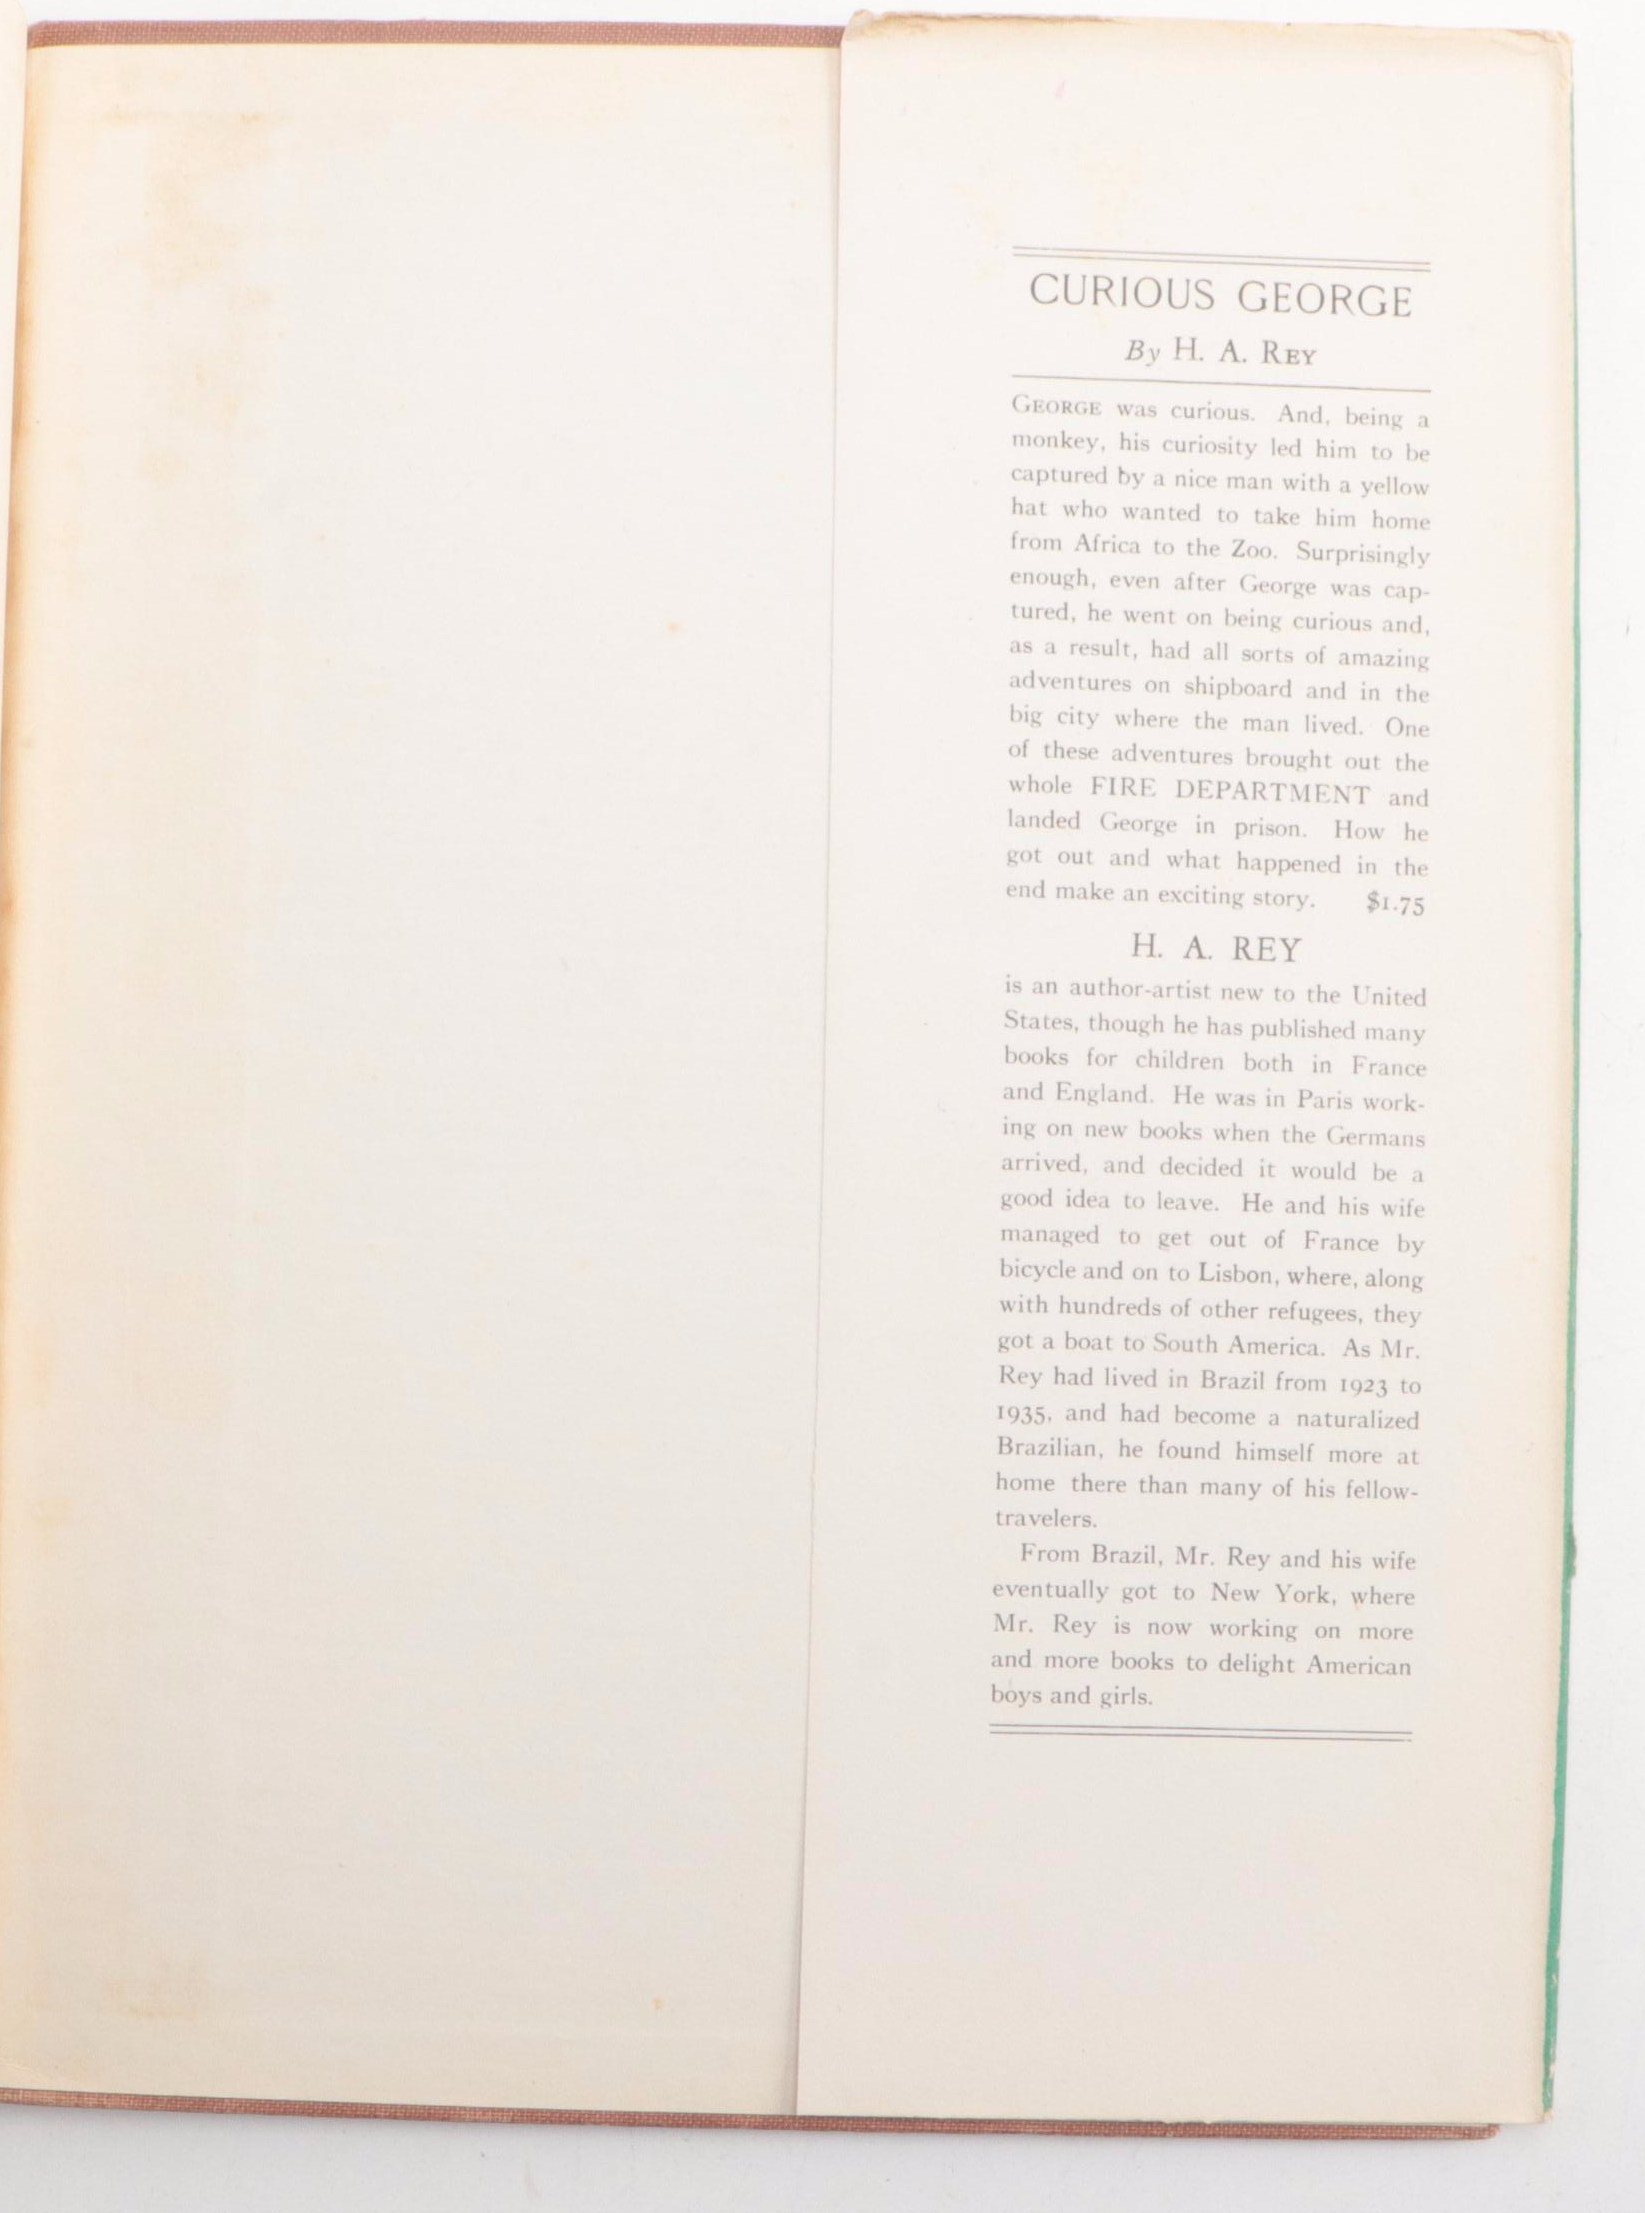 CURIOUS GEORGE
By H. A. REY
GEORGE was curious. And, being a
monkey, his curiosity led him to be
captured by a nice man with a yellow
hat who wanted to take him home
from Africa to the Zoo. Surprisingly
enough, even after George was cap-
tured, he went on being curious and,
as a result, had all sorts of amazing
adventures on shipboard and in the
big city where the man lived. One
of these adventures brought out the
whole FIRE DEPARTMENT and
landed George in prison. How he
got out and what happened in the
end make an exciting story. $1.75
H. A. REY
is an author-artist new to the United
States, though he has published many
books for children both in France
and England. He was in Paris work-
ing on new books when the Germans
arrived, and decided it would be a
good idea to leave. He and his wife
managed to get out of France by
bicycle and on to Lisbon, where, along
with hundreds of other refugees, they
got a boat to South America. As Mr.
Rey had lived in Brazil from 1923 to
1935, and had become a naturalized
Brazilian, he found himself more at
home there than many of his fellow-
travelers.
From Brazil, Mr. Rey and his wife
eventually got to New York, where
Mr. Rey is now working on more
and more books to delight American
boys and girls.